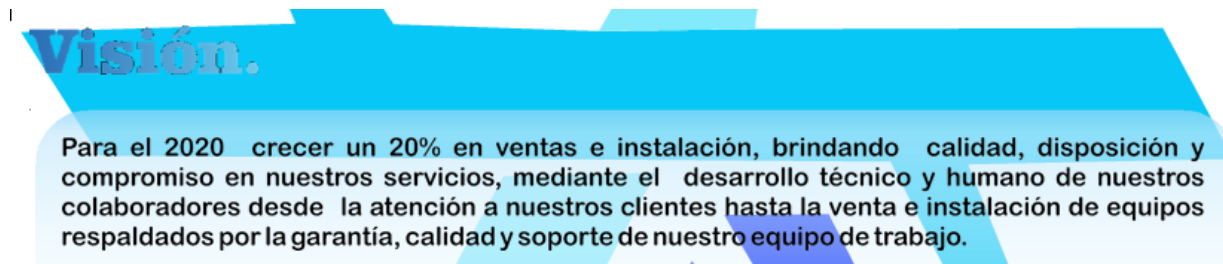 Visión.
Para el 2020 crecer un 20% en ventas e instalación, brindando calidad, disposición y
compromiso en nuestros servicios, mediante el desarrollo técnico y humano de nuestros
colaboradores desde la atención a nuestros clientes hasta la venta e instalación de equipos
respaldados por la garantía, calidad y soporte de nuestro equipo de trabajo.